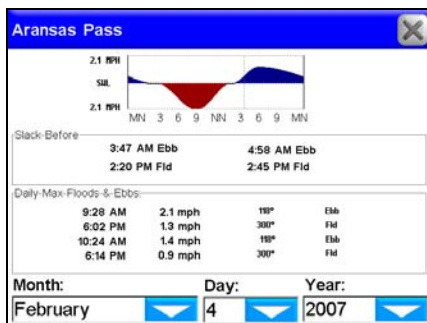 Aransas Pass
2.1 MPH
SWL
2.1 MPH
MN 3 6 9 NN 3 6 9 MN
Slack-Before
3:47 AM Ebb 4:58 AM Ebb
2:20 PM Fld 2:45 PM Fld
Daily-Max-Floods & Ebbs:
9:28 AM 2.1 mph 118° Ebb
6:02 PM 1.3 mph 300° Fld
10:24 AM 1.4 mph 118° Ebb
6:14 PM 0.9 mph 300° Fld
Month: Day: Year:
February 4 2007